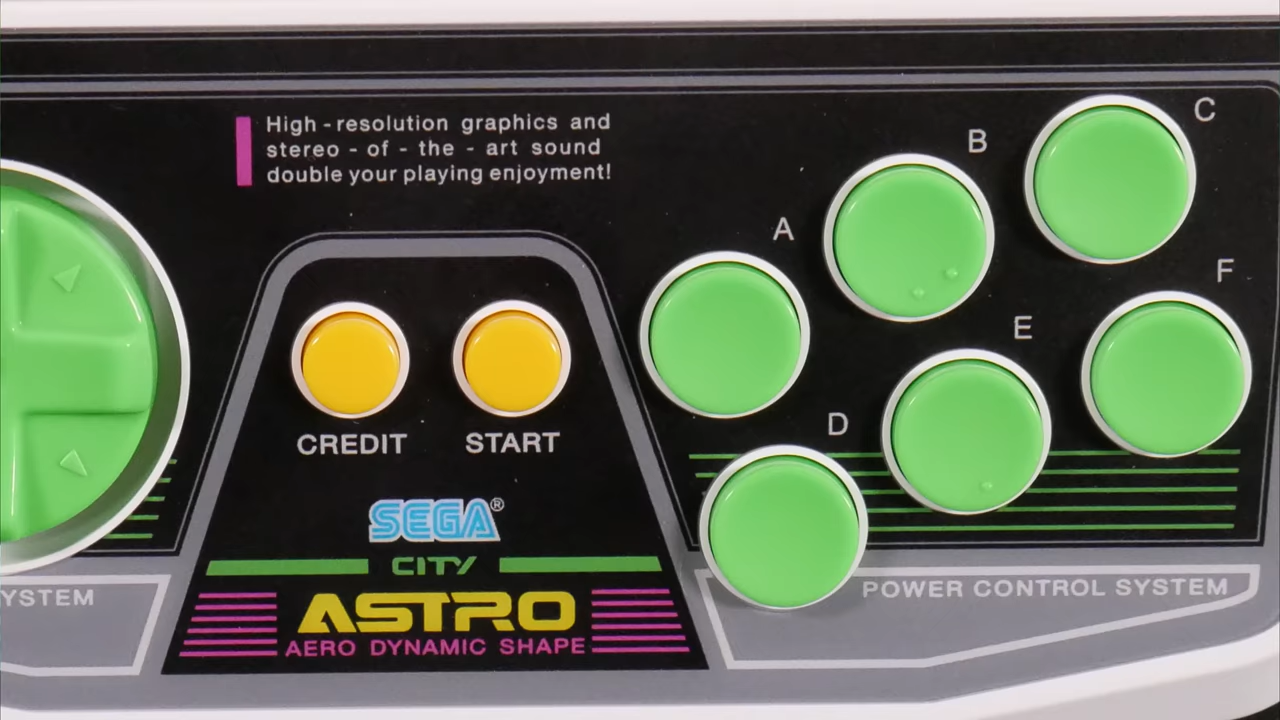 High-resolution graphics and
stereo-of-the-art sound
double your playing enjoyment!
A
B
C
D
E
F
CREDIT
START
SEGA®
CITY
ASTRO
AERO DYNAMIC SHAPE
YSTEM
POWER CONTROL SYSTEM